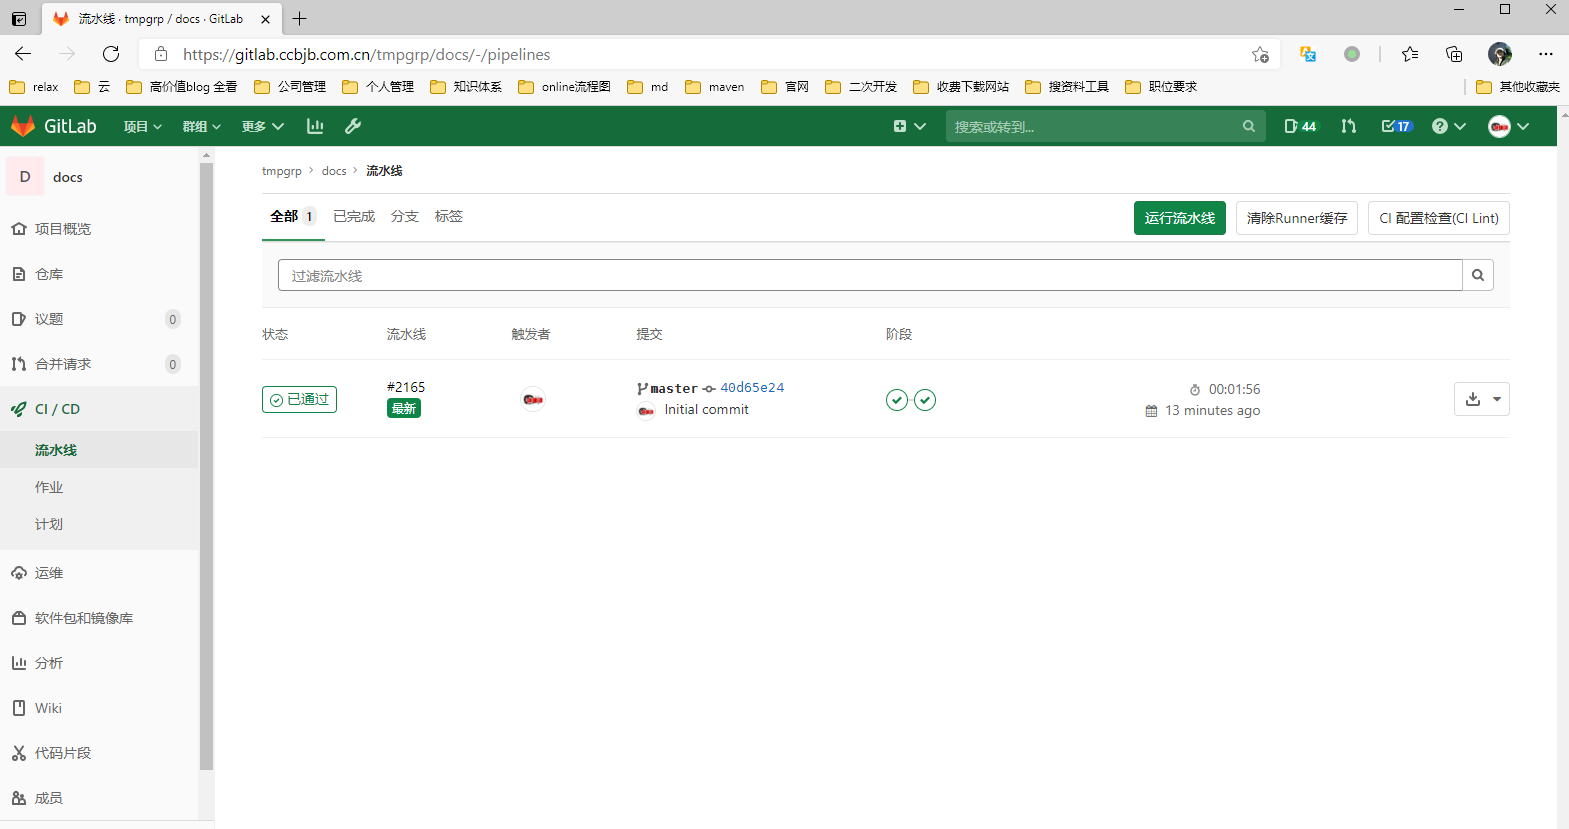 流水线 · tmpgrp / docs · GitLab
https://gitlab.ccbjb.com.cn/tmpgrp/docs/-/pipelines
relax 云 高价值blog 全看 公司管理 个人管理 知识体系 online流程图 md maven 官网 二次开发 收费下载网站 搜资料工具 职位要求 其他收藏夹
GitLab 项目 群组 更多 搜索或转到... 44 17
D docs
tmpgrp › docs › 流水线
全部 1 已完成 分支 标签 运行流水线 清除Runner缓存 CI 配置检查(CI Lint)
过滤流水线
状态 流水线 触发者 提交 阶段
已通过 #2165 master 40d65e24 00:01:56
最新 Initial commit 13 minutes ago
项目概览
仓库
议题 0
合并请求 0
CI / CD
流水线
作业
计划
运维
软件包和镜像库
分析
Wiki
代码片段
成员